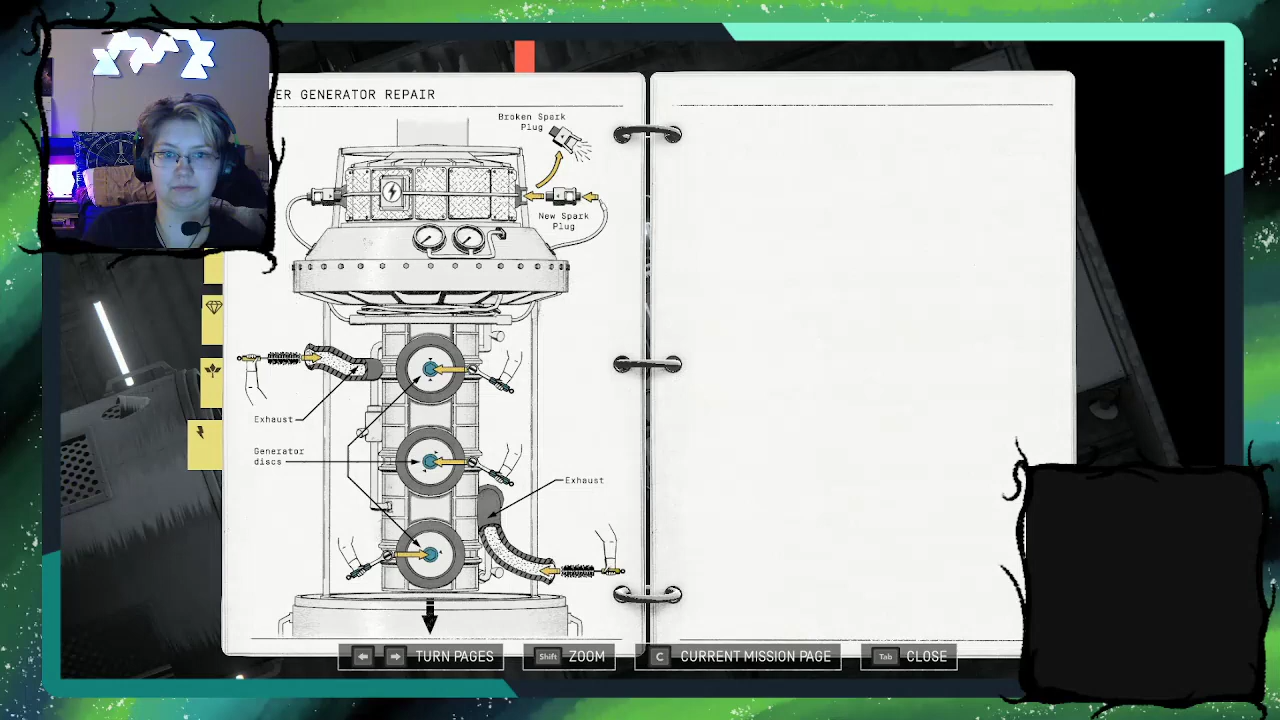 ER GENERATOR REPAIR
Broken Spark
Plug
New Spark
Plug
Exhaust
Generator
discs
Exhaust
TURN PAGES
Shift ZOOM
C CURRENT MISSION PAGE
Tab CLOSE